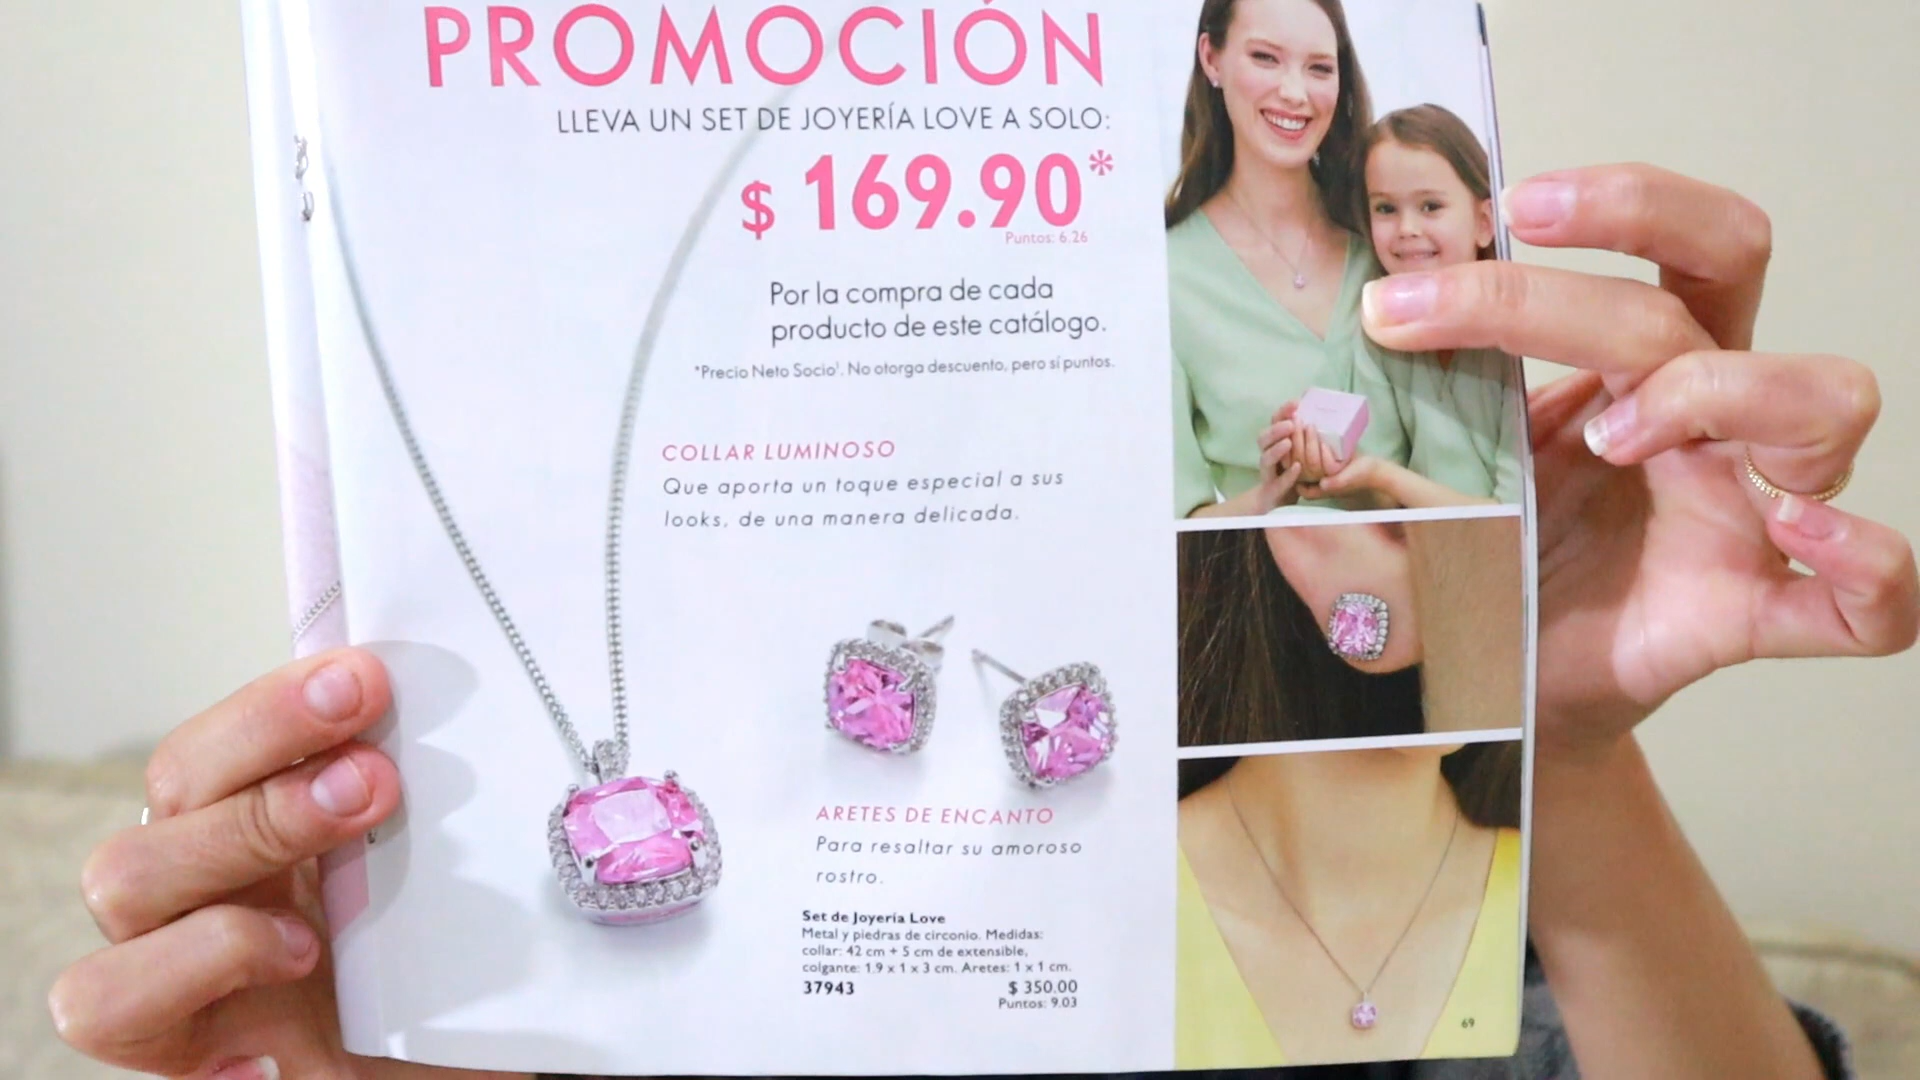 PROMOCIÓN
LLEVA UN SET DE JOYERÍA LOVE A SOLO:
$ 169.90*
Puntos: 6.26
Por la compra de cada
producto de este catálogo.
*Precio Neto Socio¹. No otorga descuento, pero sí puntos.
COLLAR LUMINOSO
Que aporta un toque especial a sus
looks, de una manera delicada.
ARETES DE ENCANTO
Para resaltar su amoroso
rostro.
Set de Joyería Love
Metal y piedras de circonio. Medidas:
collar: 42 cm + 5 cm de extensible,
colgante: 1.9 x 1 x 3 cm. Aretes: 1 x 1 cm.
37943 $ 350.00
Puntos: 9.03
69